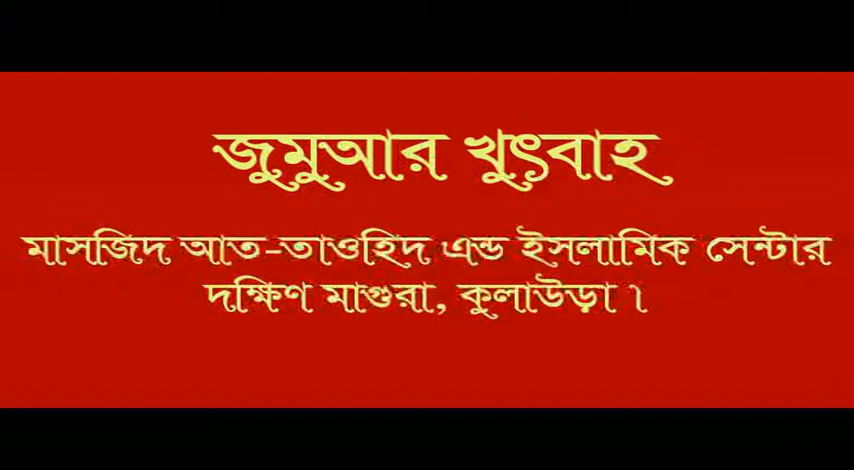 জুমুআর খুৎবাহ
মাসজিদ আত-তাওহিদ এন্ড ইসলামিক সেন্টার
দক্ষিণ মাগুরা, কুলাউড়া ।